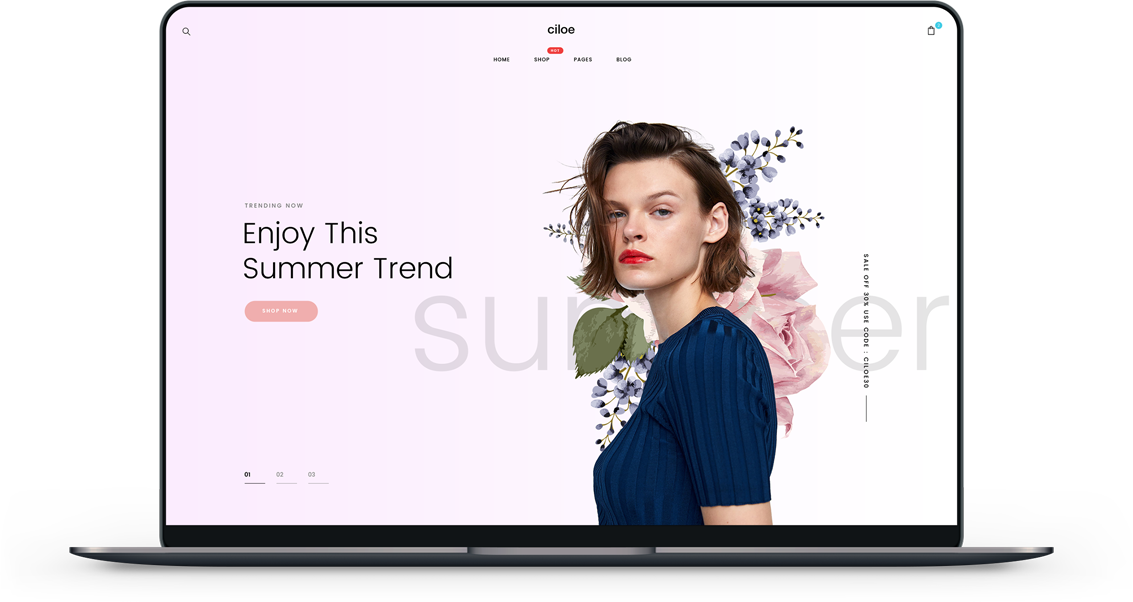 ciloe
HOT
HOME SHOP PAGES BLOG
TRENDING NOW
Enjoy This
Summer Trend
SHOP NOW
summer
SALE OFF 30% USE CODE : CILOE30
01 02 03